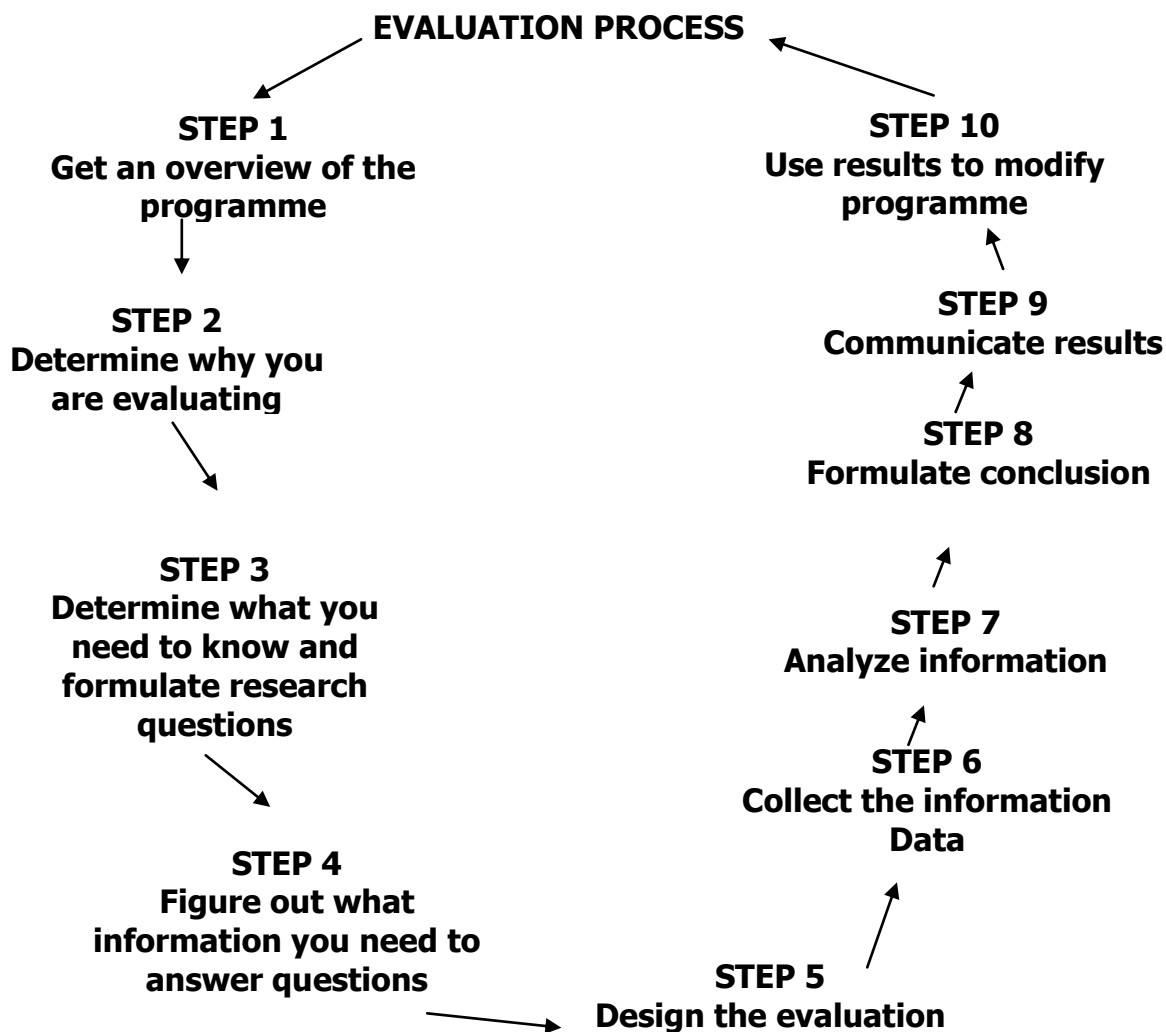 EVALUATION PROCESS
STEP 1
Get an overview of the
programme
STEP 2
Determine why you
are evaluating
STEP 3
Determine what you
need to know and
formulate research
questions
STEP 4
Figure out what
information you need to
answer questions
STEP 5
Design the evaluation
STEP 6
Collect the information
Data
STEP 7
Analyze information
STEP 8
Formulate conclusion
STEP 9
Communicate results
STEP 10
Use results to modify
programme